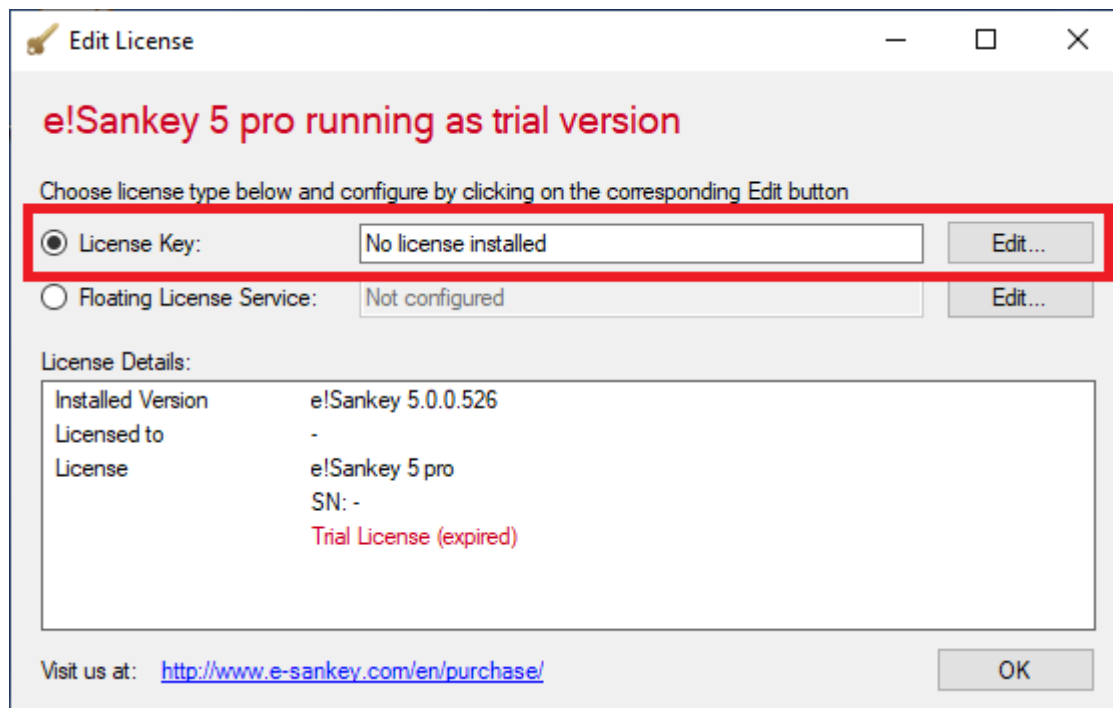 Edit License
e!Sankey 5 pro running as trial version
Choose license type below and configure by clicking on the corresponding Edit button
License Key: No license installed Edit...
Floating License Service: Not configured Edit...
License Details:
Installed Version e!Sankey 5.0.0.526
Licensed to -
License e!Sankey 5 pro
SN: -
Trial License (expired)
Visit us at: http://www.e-sankey.com/en/purchase/ OK